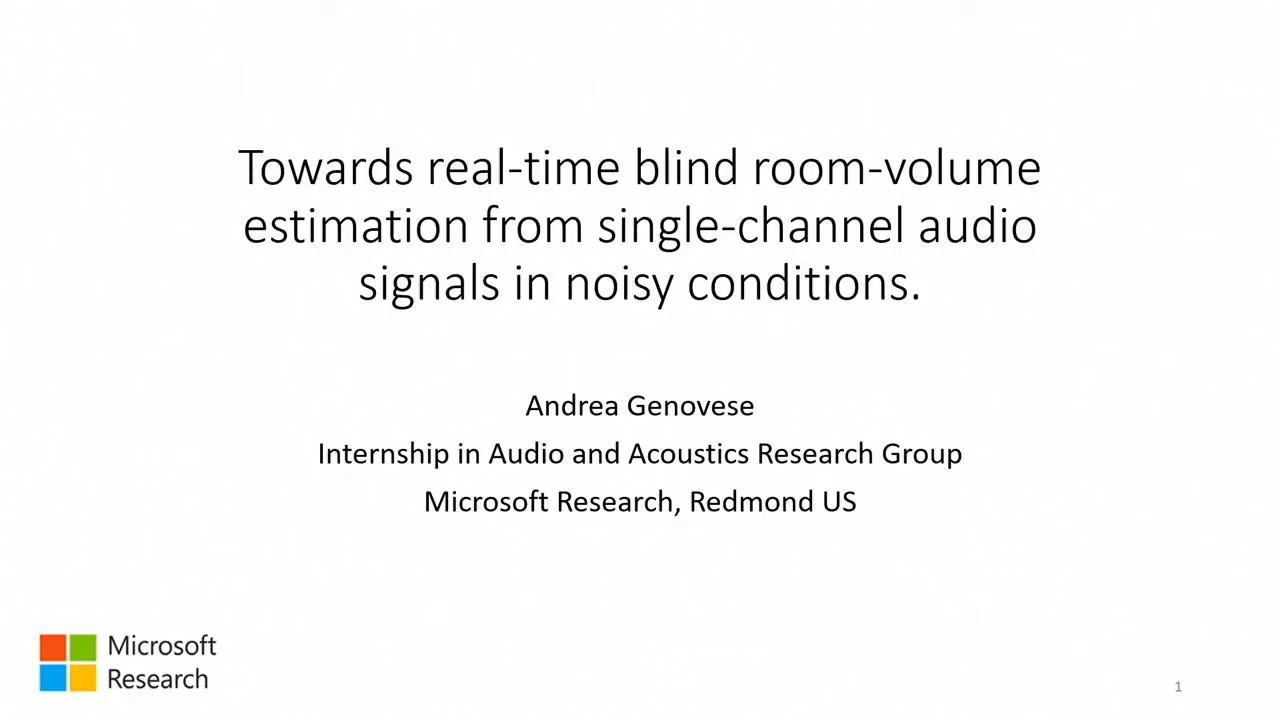 Towards real-time blind room-volume
estimation from single-channel audio
signals in noisy conditions.
Andrea Genovese
Internship in Audio and Acoustics Research Group
Microsoft Research, Redmond US
Microsoft
Research
1